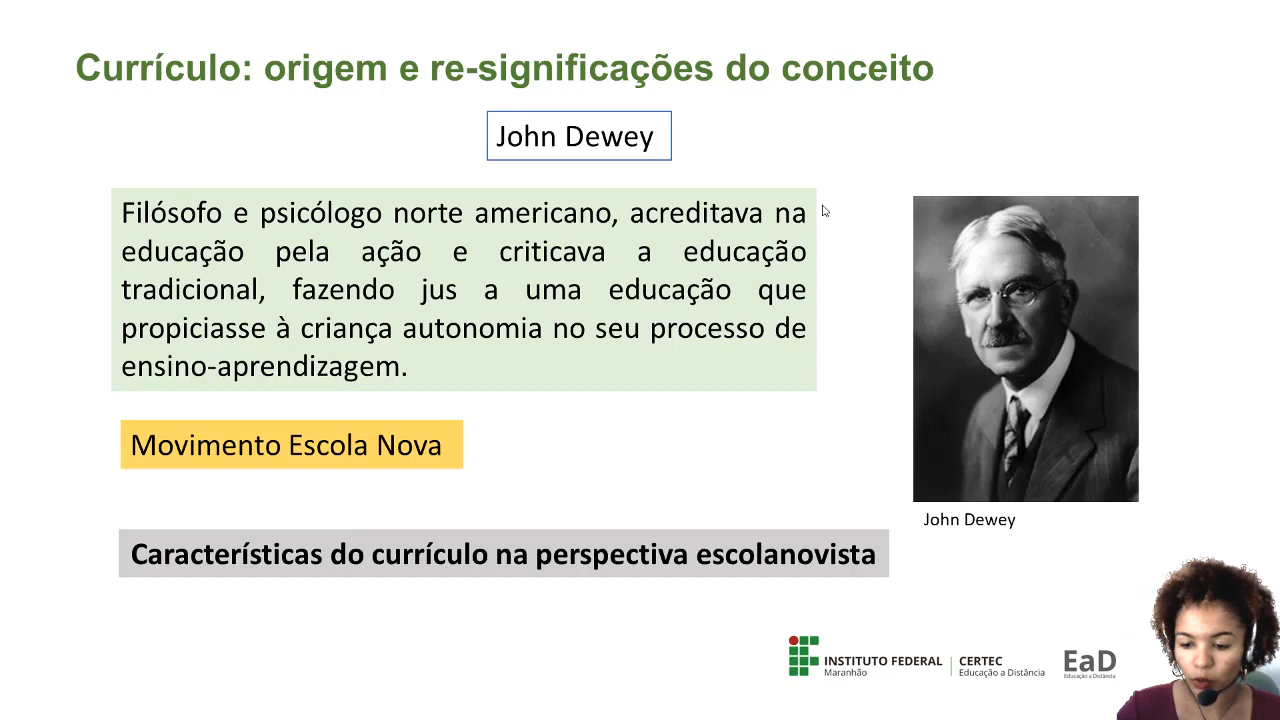 Currículo: origem e re-significações do conceito
John Dewey
Filósofo e psicólogo norte americano, acreditava na
educação pela ação e criticava a educação
tradicional, fazendo jus a uma educação que
propiciasse à criança autonomia no seu processo de
ensino-aprendizagem.
Movimento Escola Nova
John Dewey
Características do currículo na perspectiva escolanovista
INSTITUTO FEDERAL
Maranhão
CERTEC
Educação a Distância
EaD
Educação a Distância